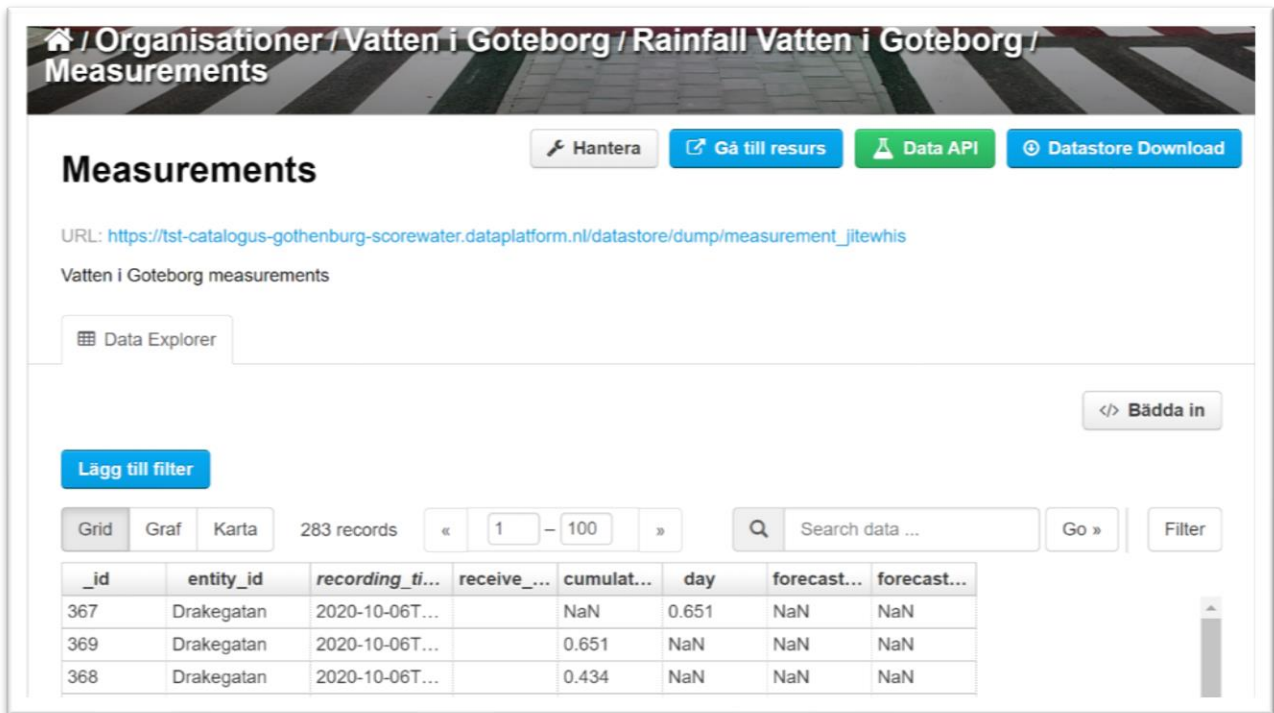 / Organisationer / Vatten i Goteborg / Rainfall Vatten i Goteborg /
Measurements
Measurements
Hantera
Gå till resurs
Data API
Datastore Download
URL: https://tst-catalogus-gothenburg-scorewater.dataplatform.nl/datastore/dump/measurement_jitewhis
Vatten i Goteborg measurements
Data Explorer
</> Bädda in
Lägg till filter
Grid Graf Karta 283 records « 1 – 100 » Search data ... Go » Filter
_id entity_id recording_ti... receive_... cumulat... day forecast... forecast...
367 Drakegatan 2020-10-06T... NaN 0.651 NaN NaN
369 Drakegatan 2020-10-06T... 0.651 NaN NaN NaN
368 Drakegatan 2020-10-06T... 0.434 NaN NaN NaN